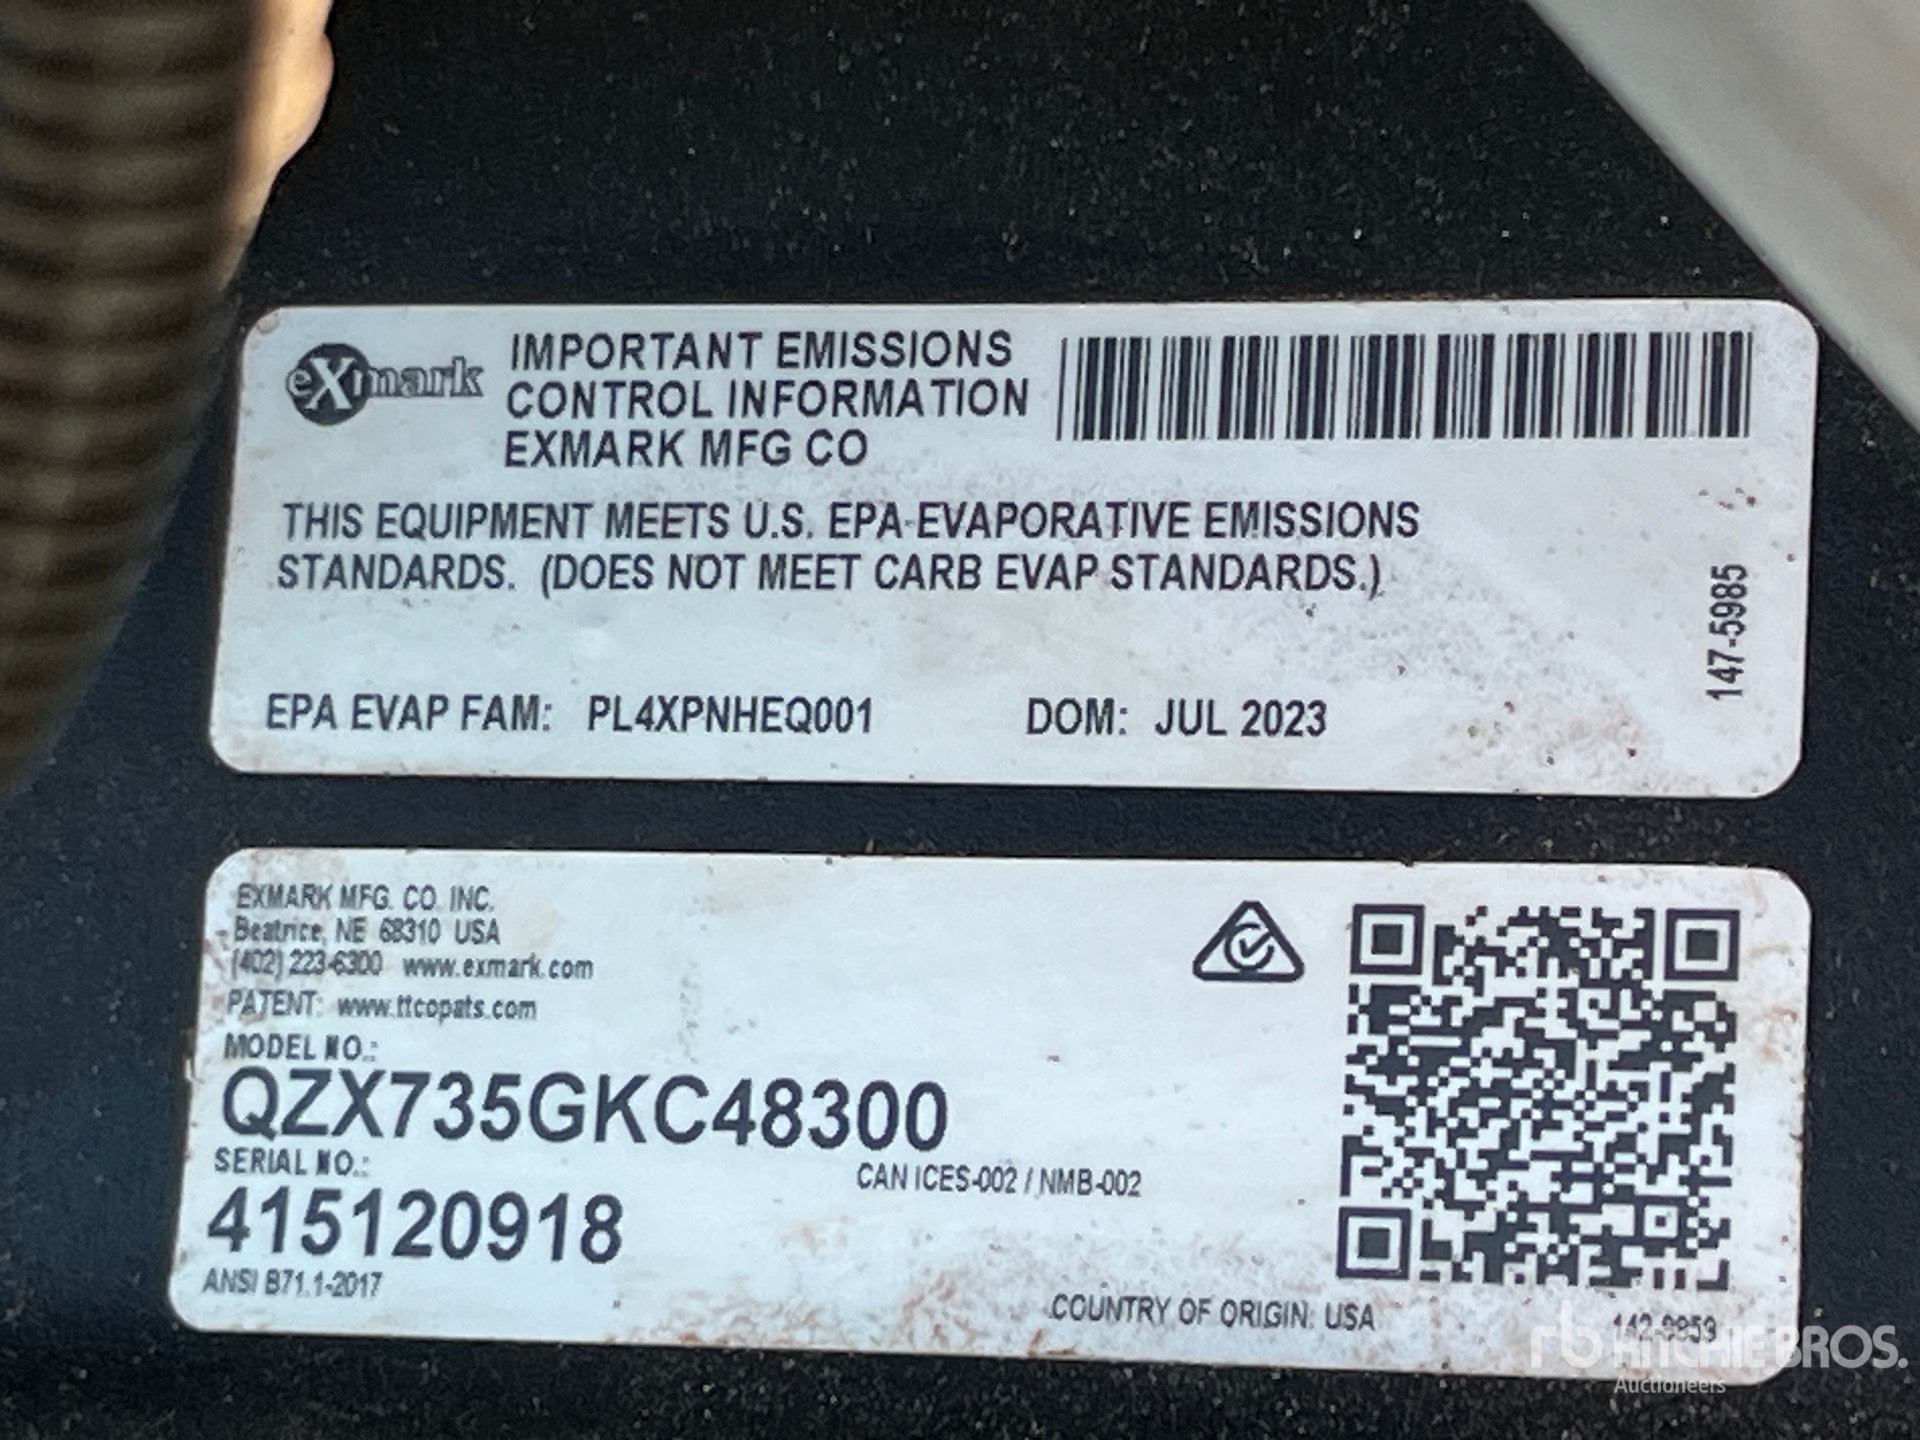 eXmark
IMPORTANT EMISSIONS
CONTROL INFORMATION
EXMARK MFG CO
THIS EQUIPMENT MEETS U.S. EPA EVAPORATIVE EMISSIONS
STANDARDS. (DOES NOT MEET CARB EVAP STANDARDS.)
EPA EVAP FAM: PL4XPNHEQ001 DOM: JUL 2023
147-5985
EXMARK MFG. CO. INC.
Beatrice, NE 68310 USA
(402) 223-6300 www.exmark.com
PATENT: www.ttcopats.com
MODEL NO.:
QZX735GKC48300
SERIAL NO.:
CAN ICES-002 / NMB-002
415120918
ANSI B71.1-2017
COUNTRY OF ORIGIN: USA
rb RITCHIE BROS.
Auctioneers